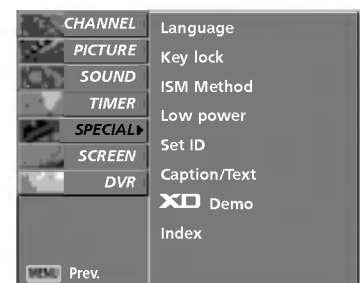 CHANNEL
PICTURE
SOUND
TIMER
SPECIAL
SCREEN
DVR
MENU Prev.
Language
Key lock
ISM Method
Low power
Set ID
Caption/Text
XD Demo
Index